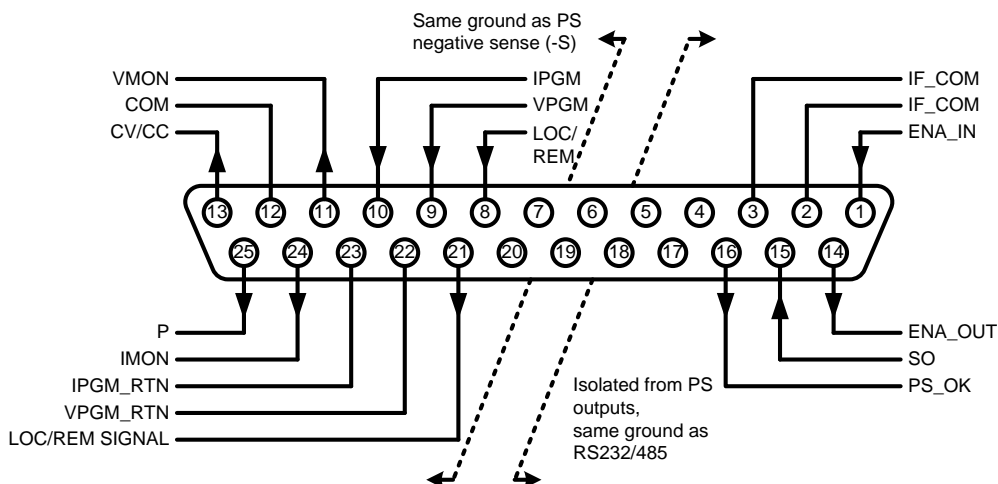 Same ground as PS
negative sense (-S)
VMON
COM
CV/CC
IPGM
VPGM
LOC/
REM
IF_COM
IF_COM
ENA_IN
13 12 11 10 9 8 7 6 5 4 3 2 1
25 24 23 22 21 20 19 18 17 16 15 14
P
IMON
IPGM_RTN
VPGM_RTN
LOC/REM SIGNAL
Isolated from PS
outputs,
same ground as
RS232/485
ENA_OUT
SO
PS_OK